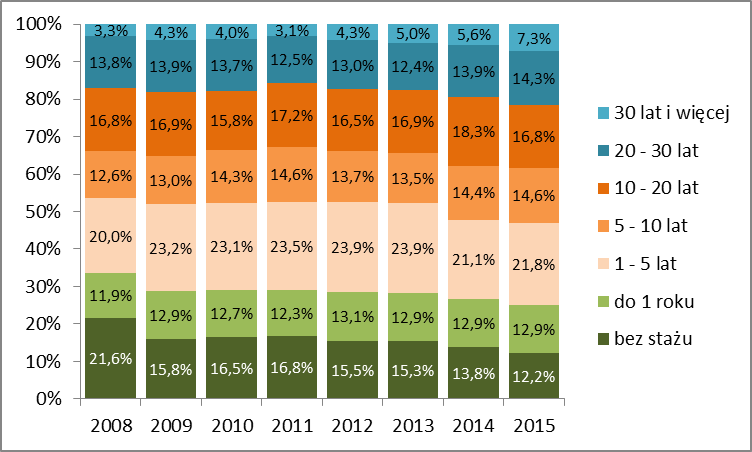 100%
90%
80%
70%
60%
50%
40%
30%
20%
10%
0%
3,3% 4,3% 4,0% 3,1% 4,3% 5,0% 5,6% 7,3%
13,8% 13,9% 13,7% 12,5% 13,0% 12,4% 13,9% 14,3%
16,8% 16,9% 15,8% 17,2% 16,5% 16,9% 18,3% 16,8%
12,6% 13,0% 14,3% 14,6% 13,7% 13,5% 14,4% 14,6%
20,0% 23,2% 23,1% 23,5% 23,9% 23,9% 21,1% 21,8%
11,9% 12,9% 12,7% 12,3% 13,1% 12,9% 12,9% 12,9%
21,6% 15,8% 16,5% 16,8% 15,5% 15,3% 13,8% 12,2%
2008 2009 2010 2011 2012 2013 2014 2015
30 lat i więcej
20 - 30 lat
10 - 20 lat
5 - 10 lat
1 - 5 lat
do 1 roku
bez stażu